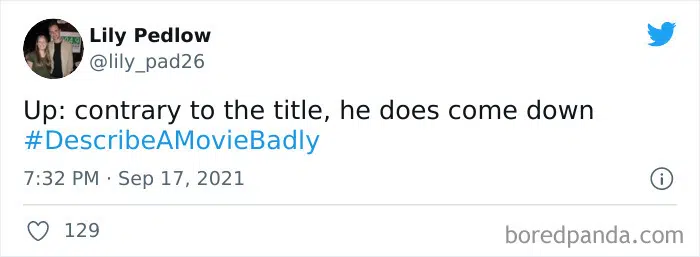 Lily Pedlow
@lily_pad26
Up: contrary to the title, he does come down
#DescribeAMovieBadly
7:32 PM · Sep 17, 2021
129
boredpanda.com